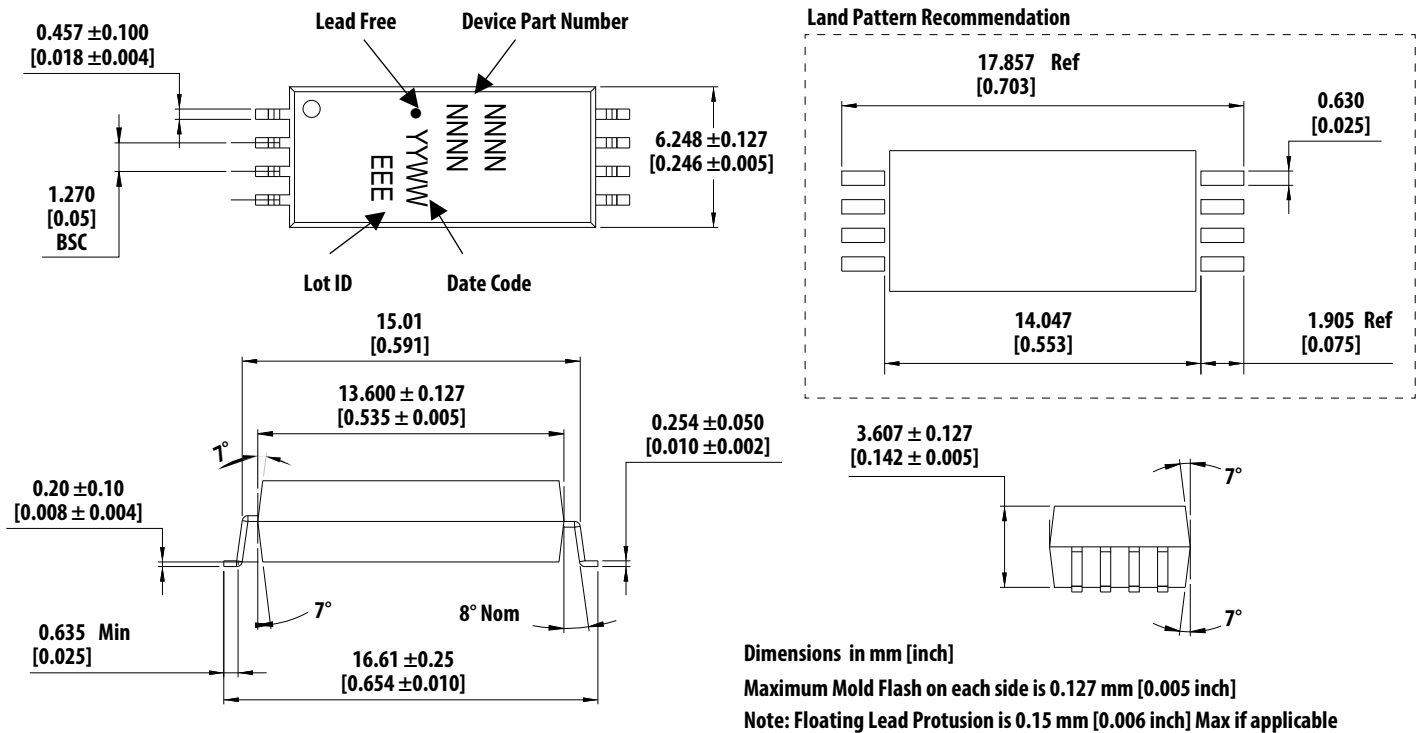 Lead Free
Device Part Number
0.457 ±0.100
[0.018 ±0.004]
NNNN
NNNN
YYWW
EEE
6.248 ±0.127
[0.246 ±0.005]
1.270
[0.05]
BSC
Lot ID
Date Code
Land Pattern Recommendation
17.857 Ref
[0.703]
0.630
[0.025]
14.047
[0.553]
1.905 Ref
[0.075]
15.01
[0.591]
13.600 ± 0.127
[0.535 ± 0.005]
7°
0.254 ±0.050
[0.010 ±0.002]
0.20 ±0.10
[0.008 ± 0.004]
7°
8° Nom
0.635 Min
[0.025]
16.61 ±0.25
[0.654 ±0.010]
3.607 ± 0.127
[0.142 ± 0.005]
7°
7°
Dimensions in mm [inch]
Maximum Mold Flash on each side is 0.127 mm [0.005 inch]
Note: Floating Lead Protusion is 0.15 mm [0.006 inch] Max if applicable